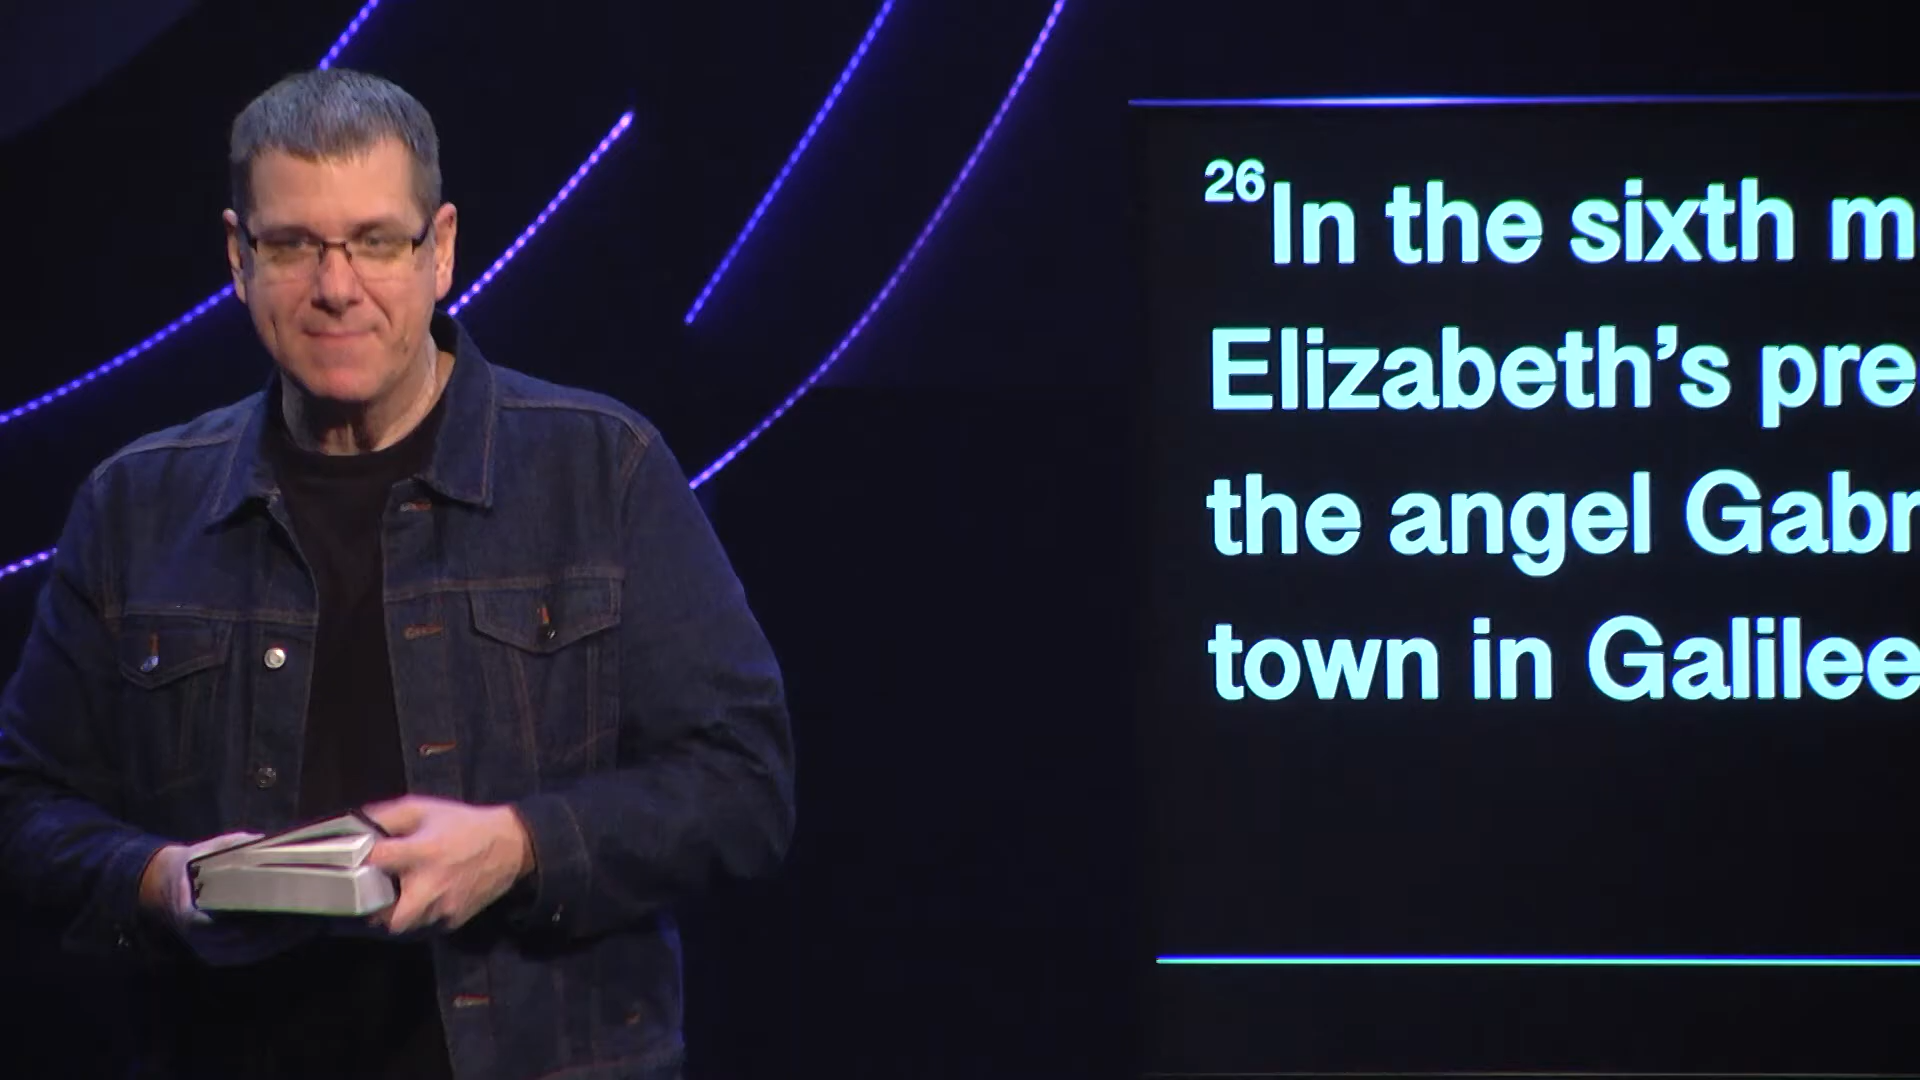 26In the sixth m
Elizabeth’s pre
the angel Gabr
town in Galilee